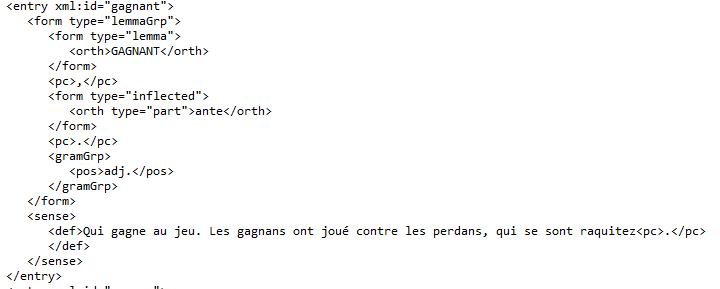 <entry xml:id="gagnant">
<form type="lemmaGrp">
<form type="lemma">
<orth>GAGNANT</orth>
</form>
<pc>,</pc>
<form type="inflected">
<orth type="part">ante</orth>
</form>
<pc>.</pc>
<gramGrp>
<pos>adj.</pos>
</gramGrp>
</form>
<sense>
<def>Qui gagne au jeu. Les gagnans ont joué contre les perdans, qui se sont raquitez<pc>.</pc>
</def>
</sense>
</entry>